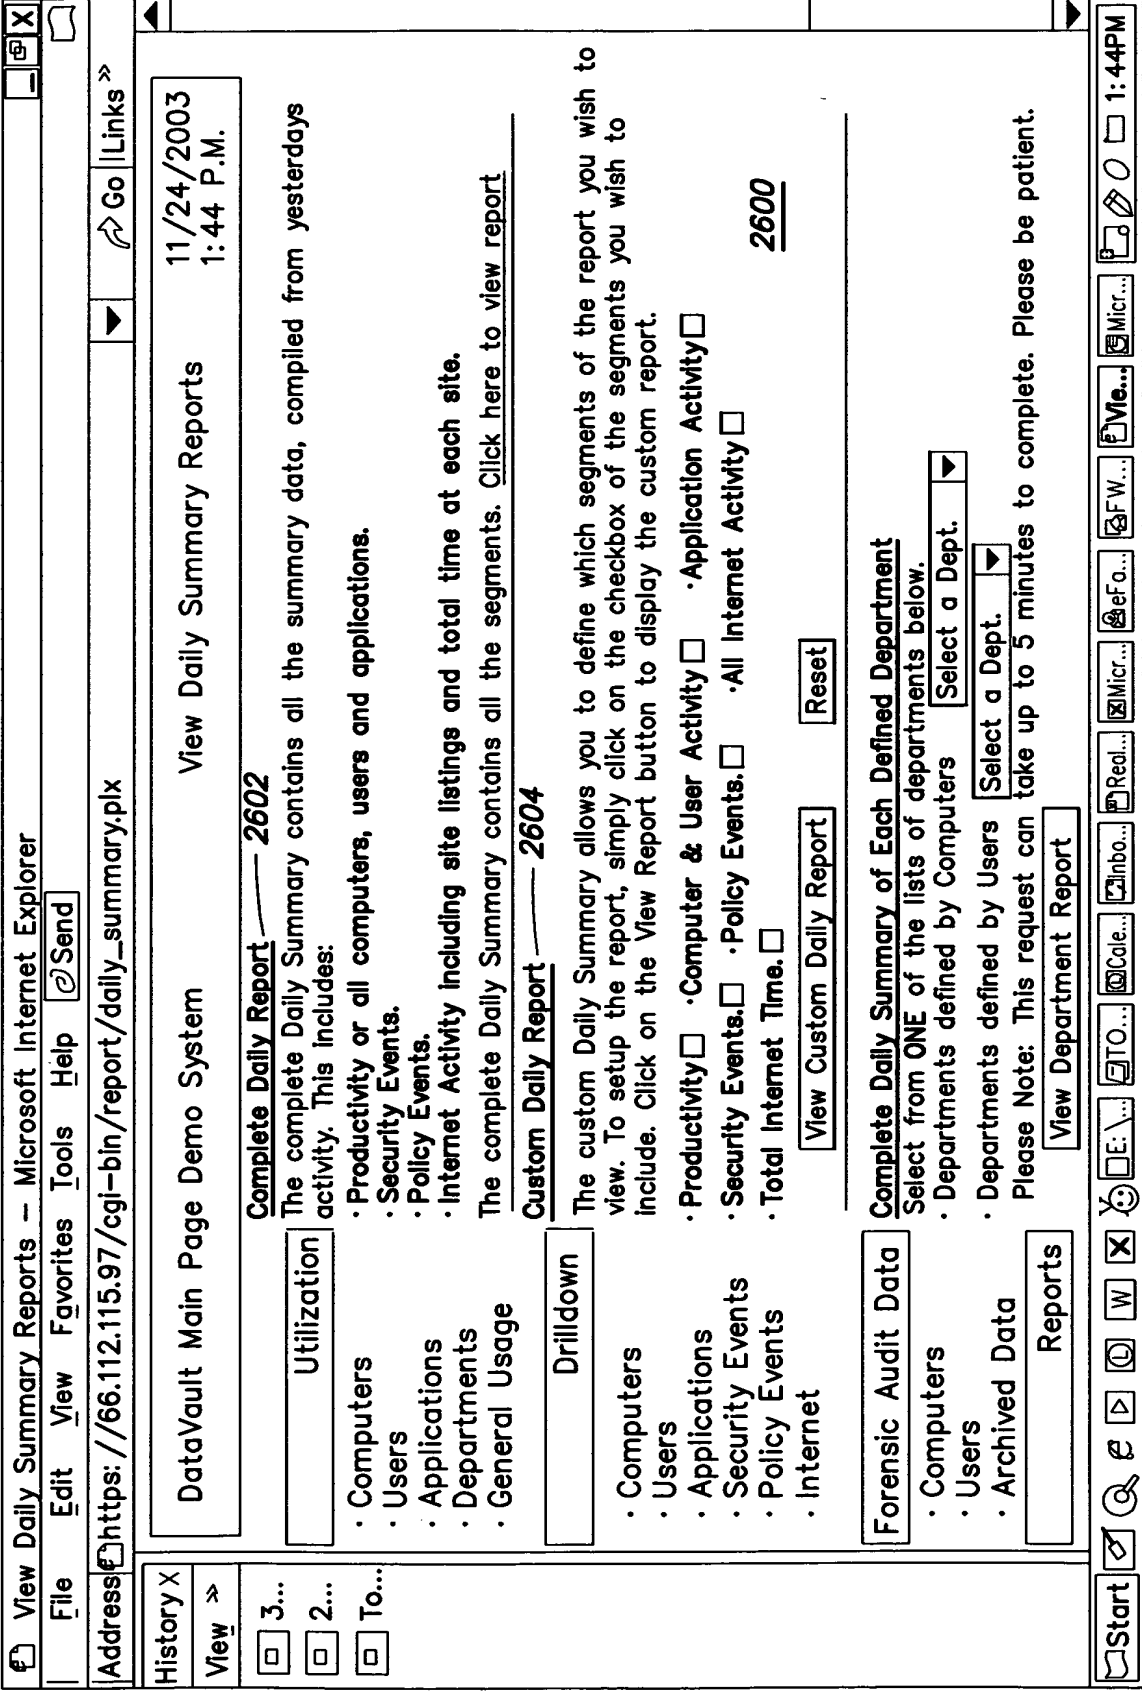 View Daily Summary Reports — Microsoft Internet Explorer
File Edit View Favorites Tools Help Send
Address https://66.112.115.97/cgi-bin/report/daily_summary.plx Go Links »
History X
View »
3...
2...
To...
DataVault Main Page Demo System View Daily Summary Reports 11/24/2003
1:44 P.M.
Utilization
· Computers
· Users
· Applications
· Departments
· General Usage
Drilldown
· Computers
· Users
· Applications
· Security Events
· Policy Events
· Internet
Forensic Audit Data
· Computers
· Users
· Archived Data
Reports
Complete Daily Report — 2602
The complete Daily Summary contains all the summary data, compiled from yesterdays
activity. This includes:
· Productivity or all computers, users and applications.
· Security Events.
· Policy Events.
· Internet Activity including site listings and total time at each site.
The complete Daily Summary contains all the segments. Click here to view report
Custom Daily Report — 2604
The custom Daily Summary allows you to define which segments of the report you wish to
view. To setup the report, simply click on the checkbox of the segments you wish to
include. Click on the View Report button to display the custom report.
· Productivity · Computer & User Activity · Application Activity
· Security Events. · Policy Events. · All Internet Activity
· Total Internet Time.
2600
View Custom Daily Report Reset
Complete Daily Summary of Each Defined Department
Select from ONE of the lists of departments below.
· Departments defined by Computers Select a Dept.
· Departments defined by Users Select a Dept.
Please Note: This request can take up to 5 minutes to complete. Please be patient.
View Department Report
Start W X E: \... TO... Cale... Inbo... Real... Micr... eFa... FW... Vie... Micr... 1:44PM